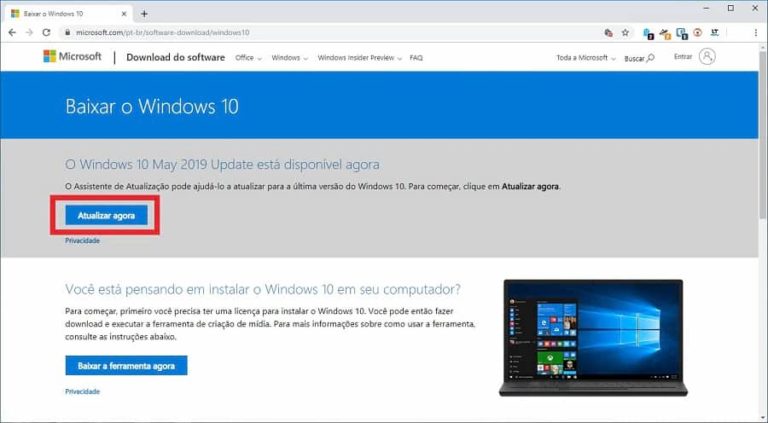 Baixar o Windows 10
microsoft.com/pt-br/software-download/windows10
Microsoft
Download do software
Office
Windows
Windows Insider Preview
FAQ
Toda a Microsoft
Buscar
Entrar
Baixar o Windows 10
O Windows 10 May 2019 Update está disponível agora
O Assistente de Atualização pode ajudá-lo a atualizar para a última versão do Windows 10. Para começar, clique em Atualizar agora.
Atualizar agora
Privacidade
Você está pensando em instalar o Windows 10 em seu computador?
Para começar, primeiro você precisa ter uma licença para instalar o Windows 10. Você pode então fazer
download e executar a ferramenta de criação de mídia. Para mais informações sobre como usar a ferramenta,
consulte as instruções abaixo.
Baixar a ferramenta agora
Privacidade